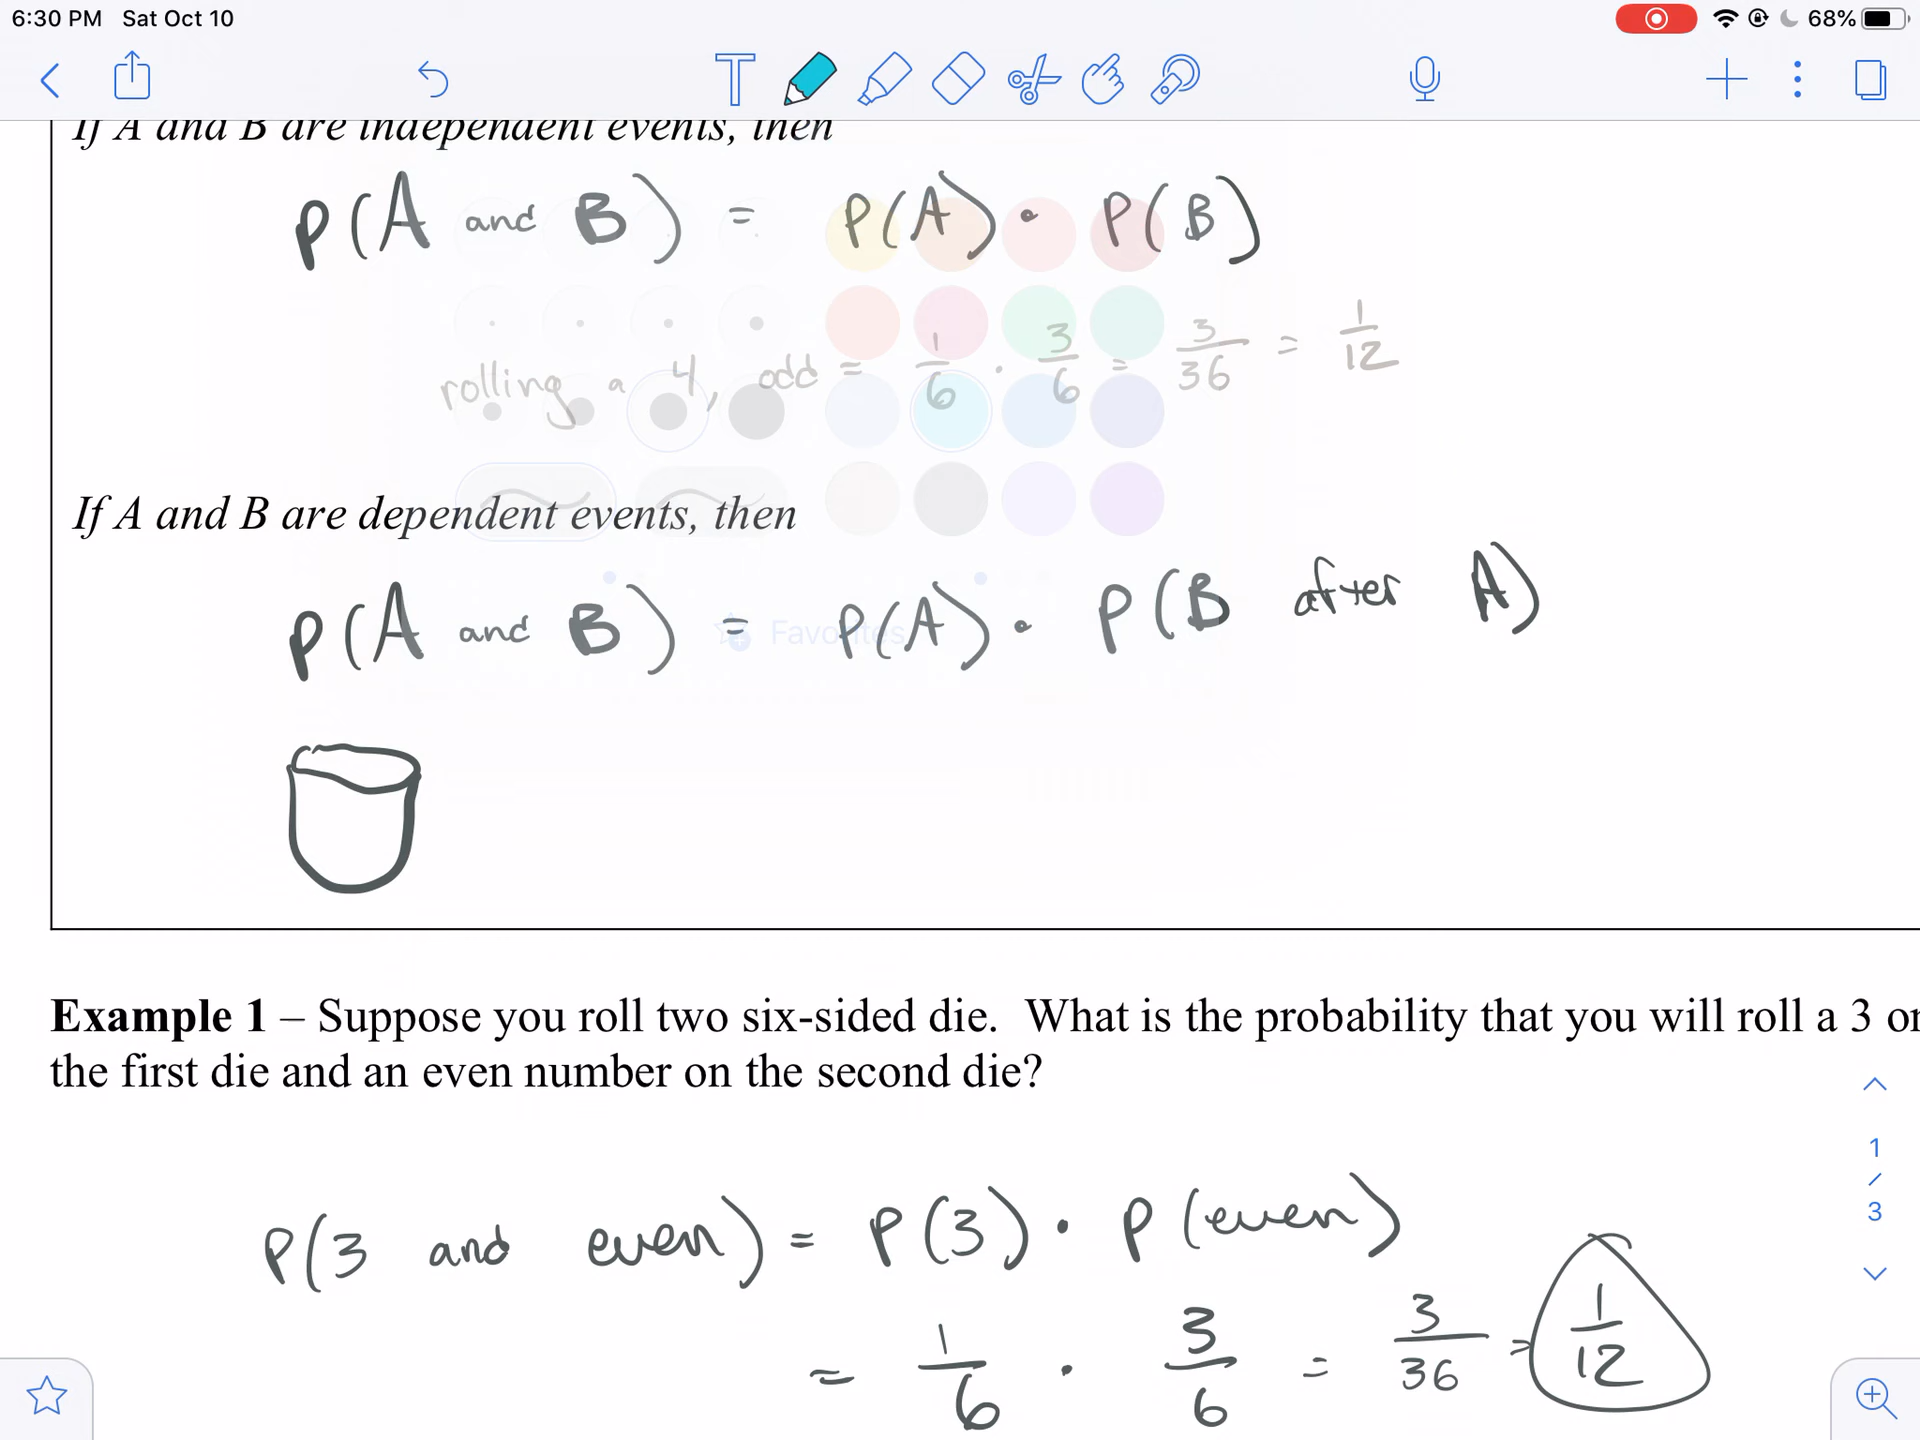 6:30 PM Sat Oct 10 68%
If A and B are independent events, then
P(A and B) = P(A) · P(B)
rolling a 4, odd = 1/6 · 3/6 = 3/36 = 1/12
If A and B are dependent events, then
P(A and B) = P(A) · P(B after A)
Favorites
Example 1 – Suppose you roll two six-sided die. What is the probability that you will roll a 3 on
the first die and an even number on the second die?
P(3 and even) = P(3) · P(even)
= 1/6 · 3/6 = 3/36 = 1/12
1
/
3